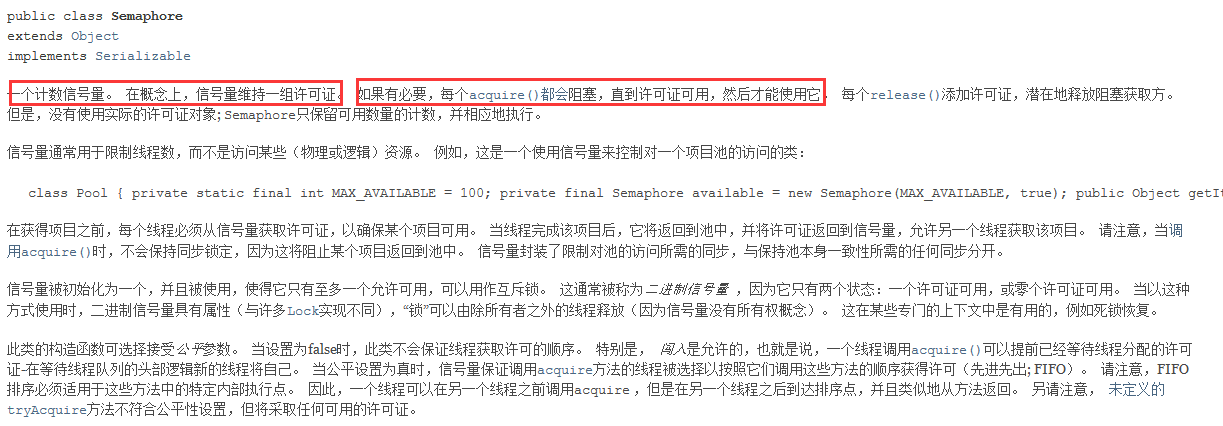 public class Semaphore
extends Object
implements Serializable
一个计数信号量。 在概念上，信号量维持一组许可证。 如果有必要，每个acquire()都会阻塞，直到许可证可用，然后才能使用它。 每个release()添加许可证，潜在地释放阻塞获取方。
但是，没有使用实际的许可证对象; Semaphore只保留可用数量的计数，并相应地执行。
信号量通常用于限制线程数，而不是访问某些（物理或逻辑）资源。 例如，这是一个使用信号量来控制对一个项目池的访问的类：
class Pool { private static final int MAX_AVAILABLE = 100; private final Semaphore available = new Semaphore(MAX_AVAILABLE, true); public Object getIt
在获得项目之前，每个线程必须从信号量获取许可证，以确保某个项目可用。 当线程完成该项目后，它将返回到池中，并将许可证返回到信号量，允许另一个线程获取该项目。 请注意，当调
用acquire()时，不会保持同步锁定，因为这将阻止某个项目返回到池中。 信号量封装了限制对池的访问所需的同步，与保持池本身一致性所需的任何同步分开。
信号量被初始化为一个，并且被使用，使得它只有至多一个允许可用，可以用作互斥锁。 这通常被称为二进制信号量 ，因为它只有两个状态：一个许可证可用，或零个许可证可用。 当以这种
方式使用时，二进制信号量具有属性（与许多Lock实现不同），“锁”可以由除所有者之外的线程释放（因为信号量没有所有权概念）。 这在某些专门的上下文中是有用的，例如死锁恢复。
此类的构造函数可选择接受公平参数。 当设置为false时，此类不会保证线程获取许可的顺序。 特别是， 闯入是允许的，也就是说，一个线程调用acquire()可以提前已经等待线程分配的许可
证-在等待线程队列的头部逻辑新的线程将自己。 当公平设置为真时，信号量保证调用acquire方法的线程被选择以按照它们调用这些方法的顺序获得许可（先进先出; FIFO）。 请注意，FIFO
排序必须适用于这些方法中的特定内部执行点。 因此，一个线程可以在另一个线程之前调用acquire ，但是在另一个线程之后到达排序点，并且类似地从方法返回。 另请注意， 未定义的
tryAcquire方法不符合公平性设置，但将采取任何可用的许可证。